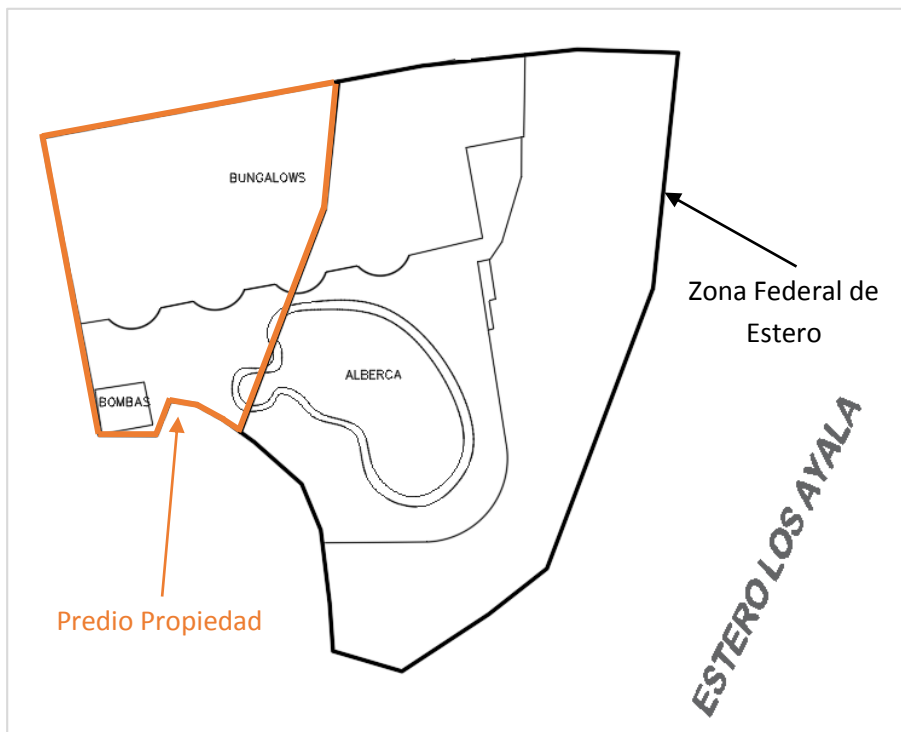 BUNGALOWS
Zona Federal de
Estero
ALBERCA
BOMBAS
ESTERO LOS AYALA
Predio Propiedad